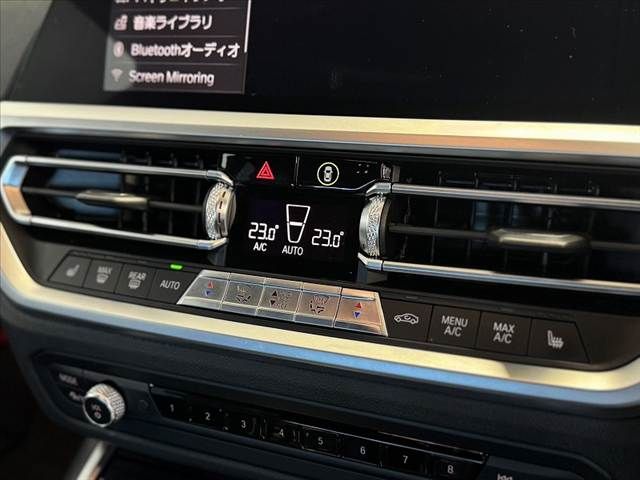 音楽ライブラリ
Bluetoothオーディオ
Screen Mirroring
23.0°
A/C
AUTO
23.0°
MAX
REAR
AUTO
MENU
A/C
MAX
A/C
MODE
1
2
3
4
5
6
7
8